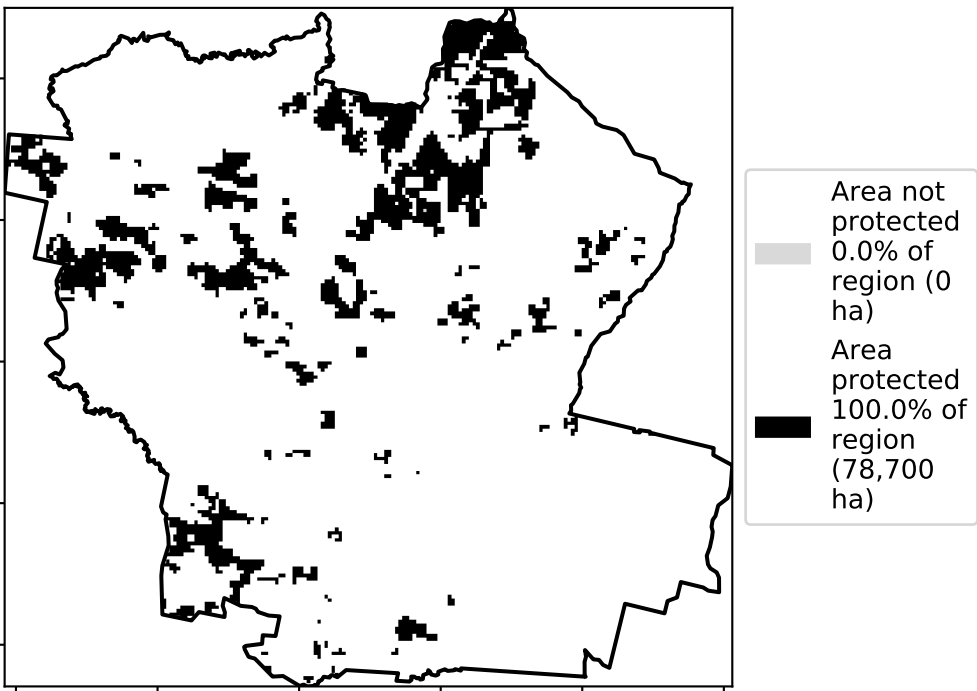 Area not
protected
0.0% of
region (0
ha)
Area
protected
100.0% of
region
(78,700
ha)